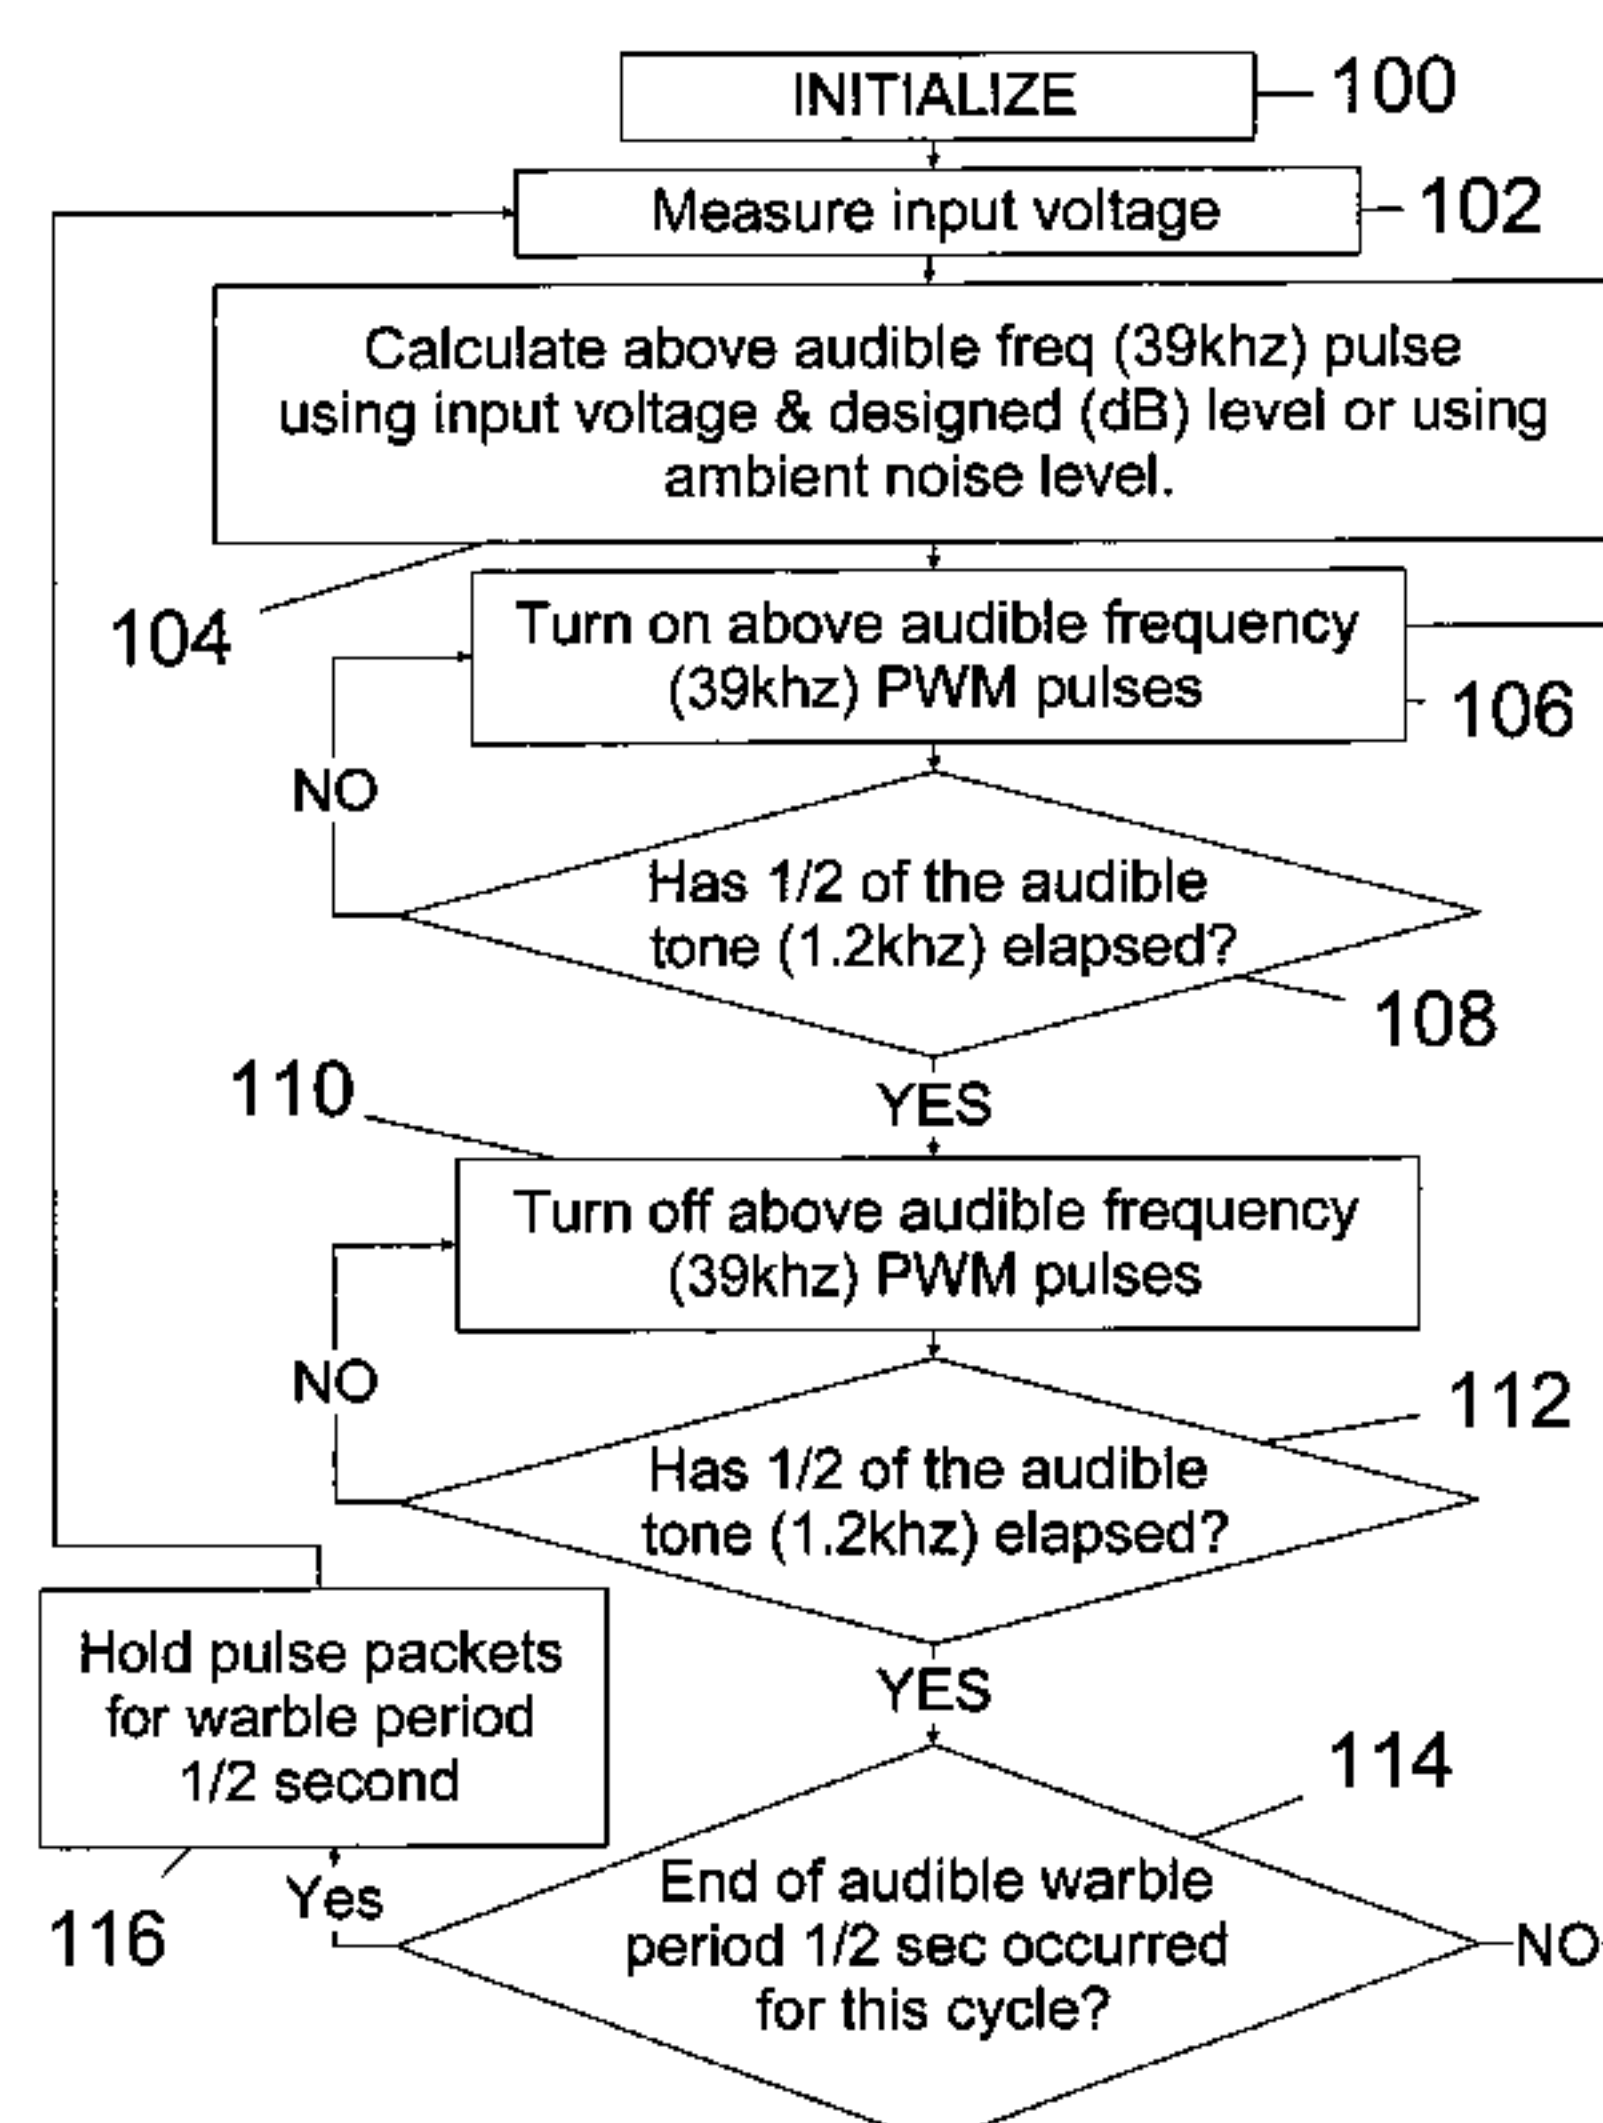 INITIALIZE
100
Measure input voltage
102
Calculate above audible freq (39khz) pulse
using input voltage & designed (dB) level or using
ambient noise level.
104
Turn on above audible frequency
(39khz) PWM pulses
106
NO
Has 1/2 of the audible
tone (1.2khz) elapsed?
108
YES
110
Turn off above audible frequency
(39khz) PWM pulses
NO
112
Has 1/2 of the audible
tone (1.2khz) elapsed?
YES
Hold pulse packets
for warble period
1/2 second
116
Yes
114
End of audible warble
period 1/2 sec occurred
for this cycle?
NO